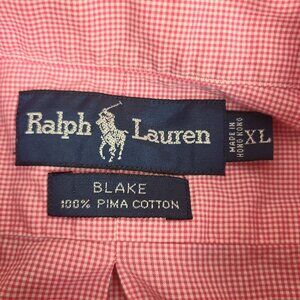 Ralph Lauren
MADE IN
HONG KONG
XL
BLAKE
100% PIMA COTTON